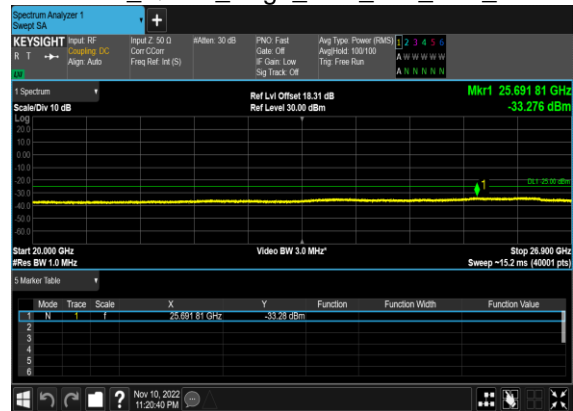 Spectrum Analyzer 1
Swept SA
+
KEYSIGHT Input: RF Input Z: 50 Ω #Atten: 30 dB PNO: Fast Avg Type: Power (RMS) 1 2 3 4 5 6
R T Coupling: DC Corr CCorr Gate: Off Avg|Hold: 100/100 A W W W W W
Align: Auto Freq Ref: Int (S) IF Gain: Low Trig: Free Run
LXI Sig Track: Off A N N N N N
1 Spectrum Ref Lvl Offset 18.31 dB Mkr1 25.691 81 GHz
Scale/Div 10 dB Ref Level 30.00 dBm -33.276 dBm
Log
20.0
10.0
0.00
-10.0
-20.0
DL1 -25.00 dBm
1
-30.0
-40.0
-50.0
-60.0
Start 20.000 GHz Video BW 3.0 MHz* Stop 26.900 GHz
#Res BW 1.0 MHz Sweep ~15.2 ms (40001 pts)
5 Marker Table
Mode Trace Scale X Y Function Function Width Function Value
1 N 1 f 25.691 81 GHz -33.28 dBm
2
3
4
5
6
? Nov 10, 2022
11:20:40 PM